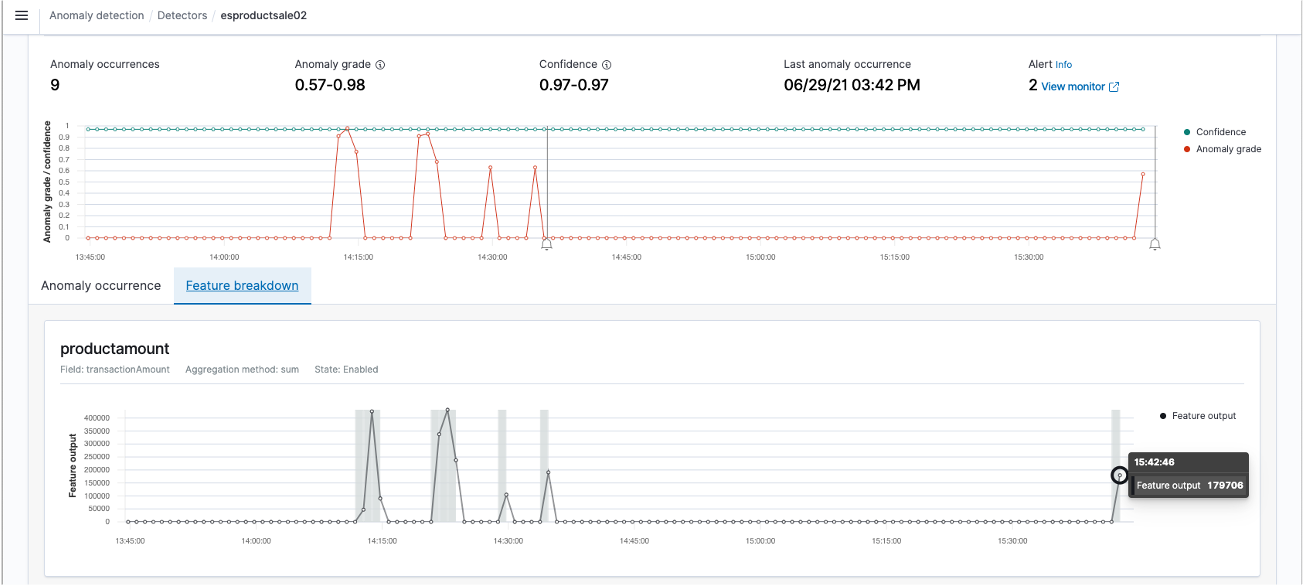 Anomaly detection / Detectors / esproductsale02
Anomaly occurrences
9
Anomaly grade
0.57-0.98
Confidence
0.97-0.97
Last anomaly occurrence
06/29/21 03:42 PM
Alert Info
2 View monitor
Anomaly grade / confidence
1
0.9
0.8
0.7
0.6
0.5
0.4
0.3
0.2
0.1
0
13:45:00 14:00:00 14:15:00 14:30:00 14:45:00 15:00:00 15:15:00 15:30:00
Confidence
Anomaly grade
Anomaly occurrence Feature breakdown
productamount
Field: transactionAmount Aggregation method: sum State: Enabled
Feature output
400000
350000
300000
250000
200000
150000
100000
50000
0
13:45:00 14:00:00 14:15:00 14:30:00 14:45:00 15:00:00 15:15:00 15:30:00
Feature output
15:42:46
Feature output 179706